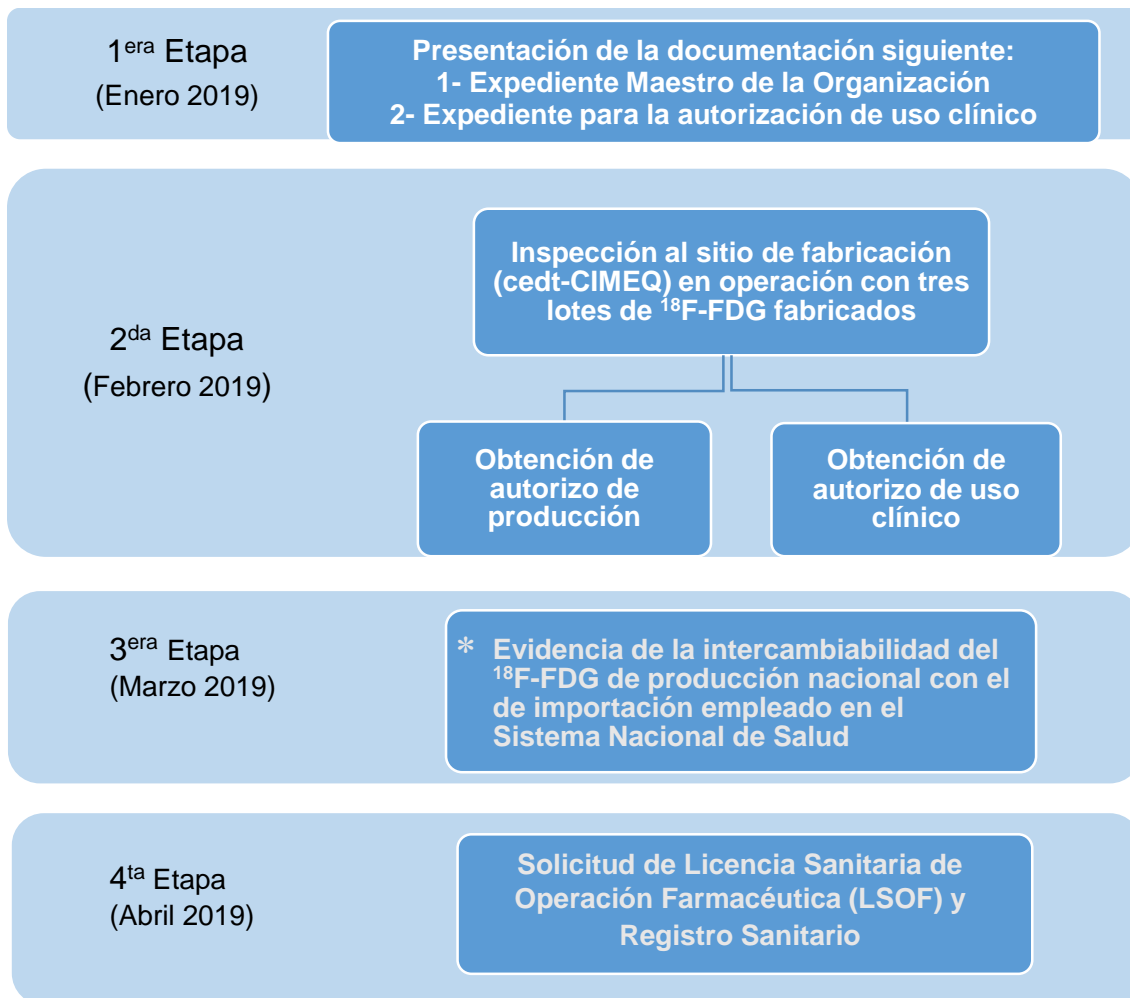 1era Etapa
(Enero 2019)
Presentación de la documentación siguiente:
1- Expediente Maestro de la Organización
2- Expediente para la autorización de uso clínico
2da Etapa
(Febrero 2019)
Inspección al sitio de fabricación
(cedt-CIMEQ) en operación con tres
lotes de 18F-FDG fabricados
Obtención de
autorizo de
producción
Obtención de
autorizo de uso
clínico
3era Etapa
(Marzo 2019)
* Evidencia de la intercambiabilidad del
18F-FDG de producción nacional con el
de importación empleado en el
Sistema Nacional de Salud
4ta Etapa
(Abril 2019)
Solicitud de Licencia Sanitaria de
Operación Farmacéutica (LSOF) y
Registro Sanitario